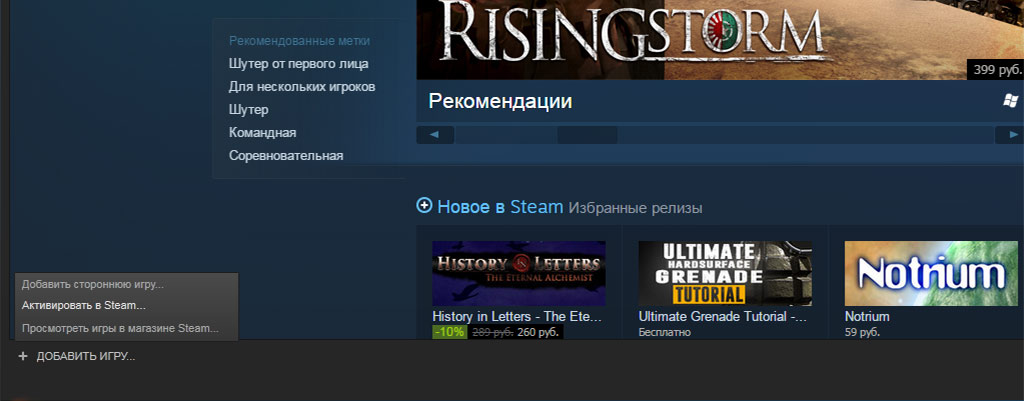 RISINGSTORM
399 руб.
Рекомендованные метки
Шутер от первого лица
Для нескольких игроков
Шутер
Командная
Соревновательная
Рекомендации
Новое в Steam Избранные релизы
HISTORY IN LETTERS
THE ETERNAL ALCHEMIST
History in Letters - The Ete...
-10% 289 руб. 260 руб.
ULTIMATE
HARDSURFACE
GRENADE
TUTORIAL
Ultimate Grenade Tutorial -...
Бесплатно
Notrium
Notrium
59 руб.
Добавить стороннюю игру...
Активировать в Steam...
Просмотреть игры в магазине Steam...
+ ДОБАВИТЬ ИГРУ...